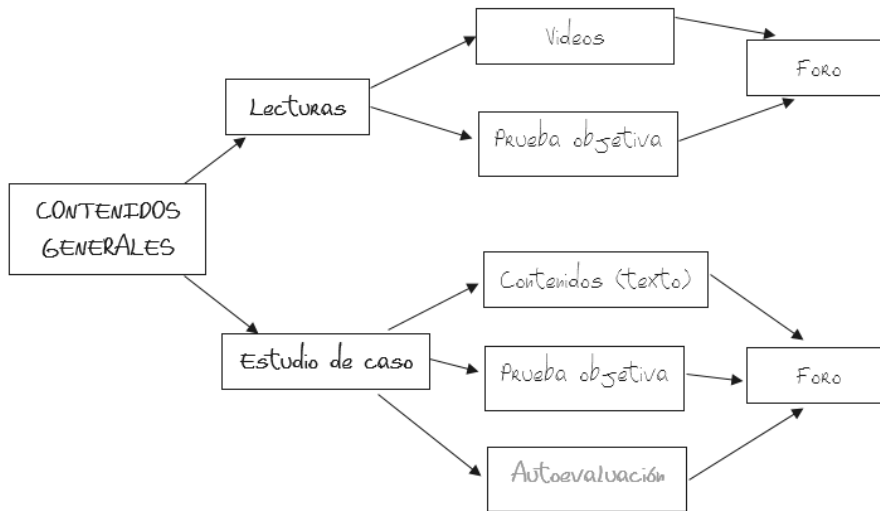 Videos
Foro
Lecturas
Prueba objetiva
CONTENIDOS
GENERALES
Contenidos (texto)
Estudio de caso
Prueba objetiva
Foro
Autoevaluación